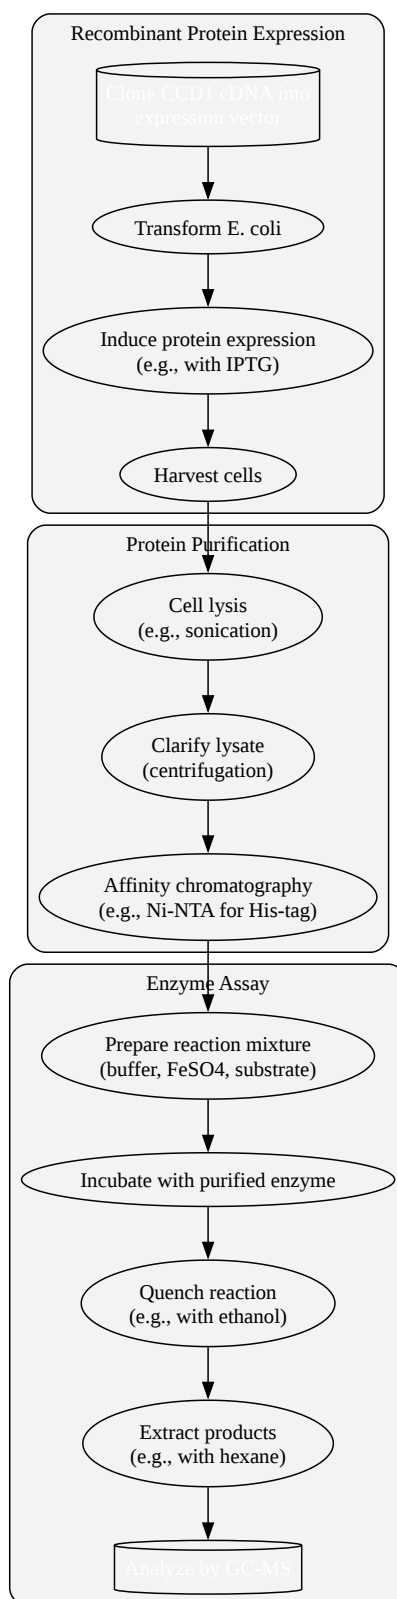 Recombinant Protein Expression
Clone CCD1 cDNA into
expression vector
Transform E. coli
Induce protein expression
(e.g., with IPTG)
Harvest cells
Protein Purification
Cell lysis
(e.g., sonication)
Clarify lysate
(centrifugation)
Affinity chromatography
(e.g., Ni-NTA for His-tag)
Enzyme Assay
Prepare reaction mixture
(buffer, FeSO4, substrate)
Incubate with purified enzyme
Quench reaction
(e.g., with ethanol)
Extract products
(e.g., with hexane)
Analyze by GC-MS